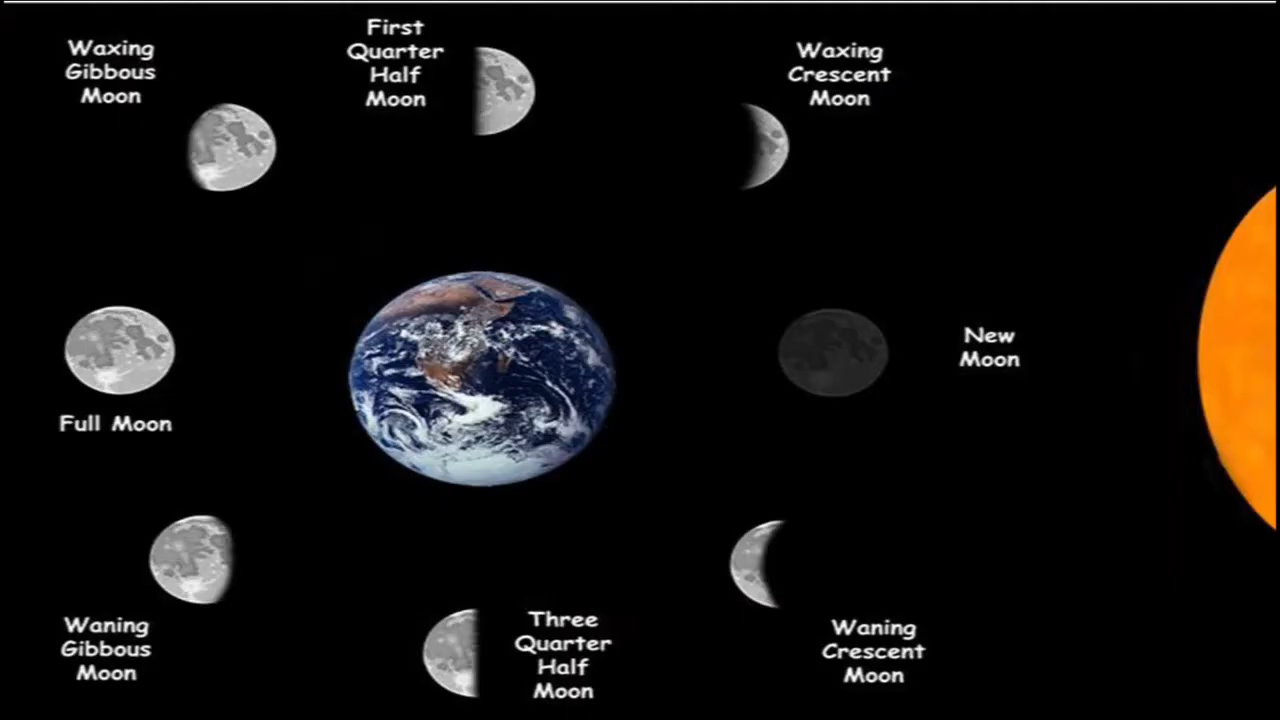 Waxing
Gibbous
Moon
First
Quarter
Half
Moon
Waxing
Crescent
Moon
New
Moon
Full Moon
Waning
Gibbous
Moon
Three
Quarter
Half
Moon
Waning
Crescent
Moon